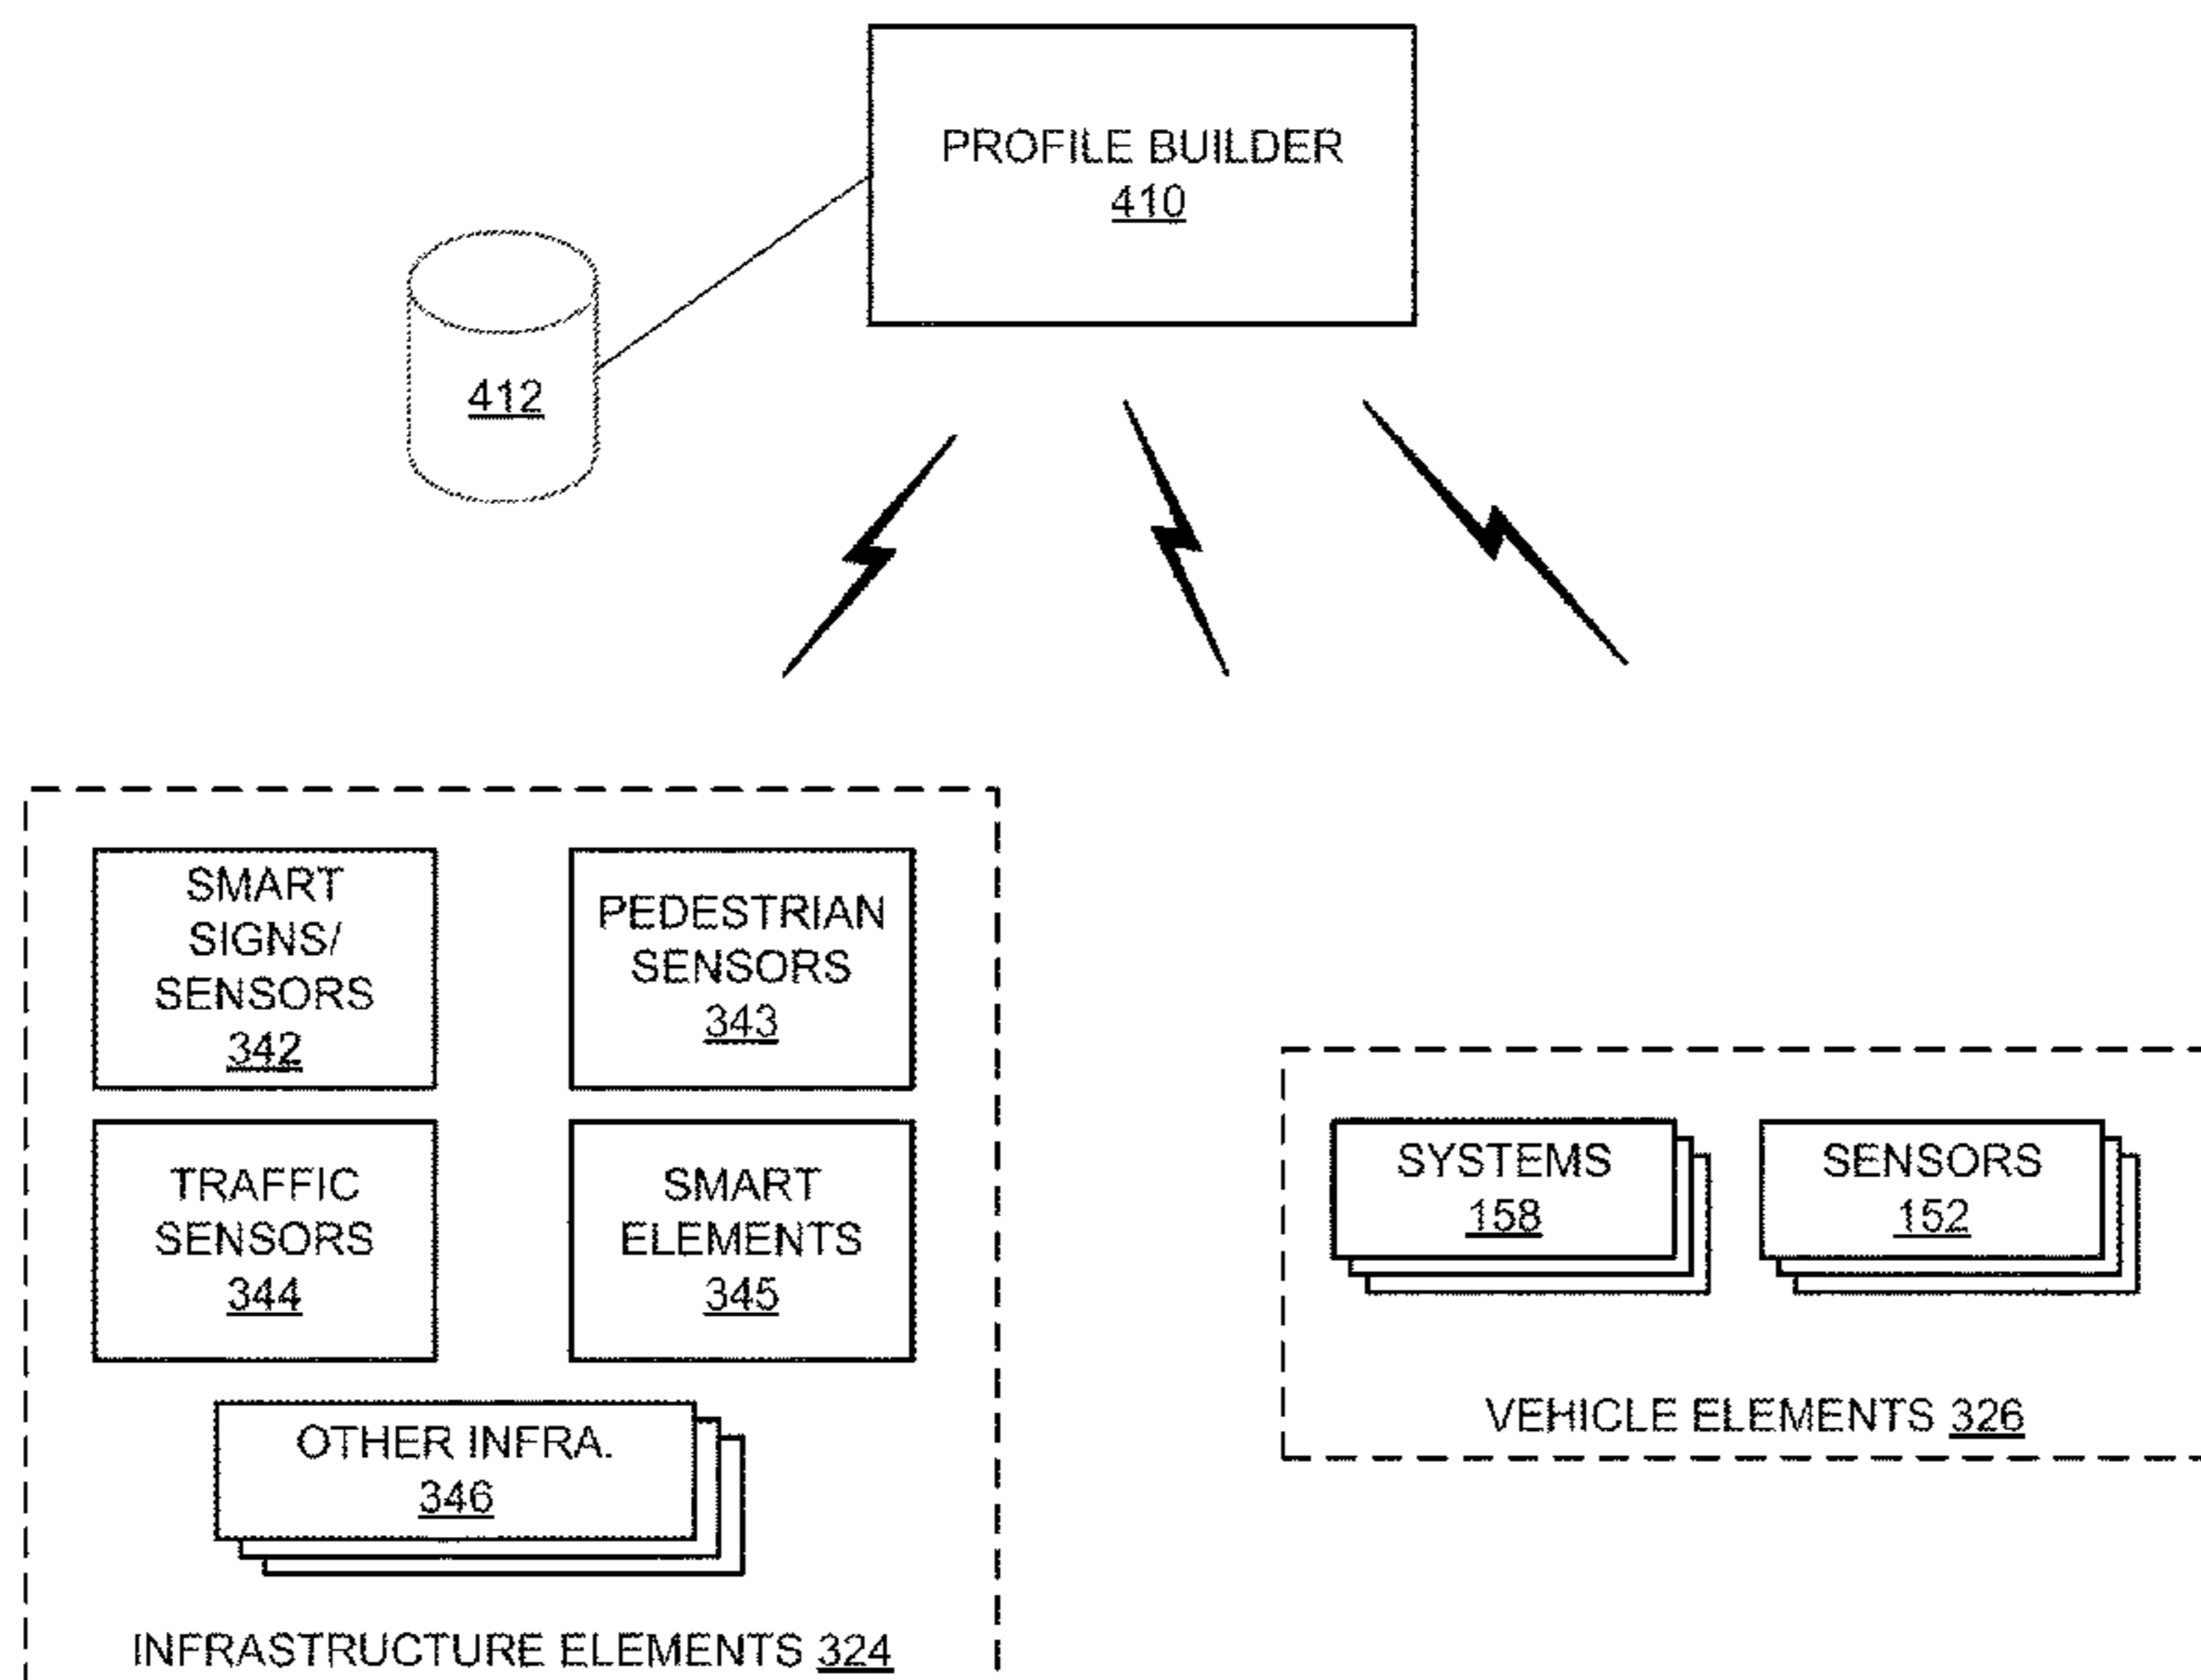 PROFILE BUILDER
410
412
SMART
SIGNS/
SENSORS
342
PEDESTRIAN
SENSORS
343
TRAFFIC
SENSORS
344
SMART
ELEMENTS
345
OTHER INFRA.
346
INFRASTRUCTURE ELEMENTS 324
SYSTEMS
158
SENSORS
152
VEHICLE ELEMENTS 326